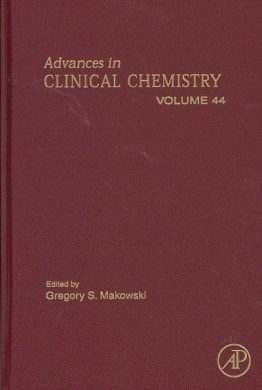 Advances in
CLINICAL CHEMISTRY
VOLUME 44
Edited by
Gregory S. Makowski
AP